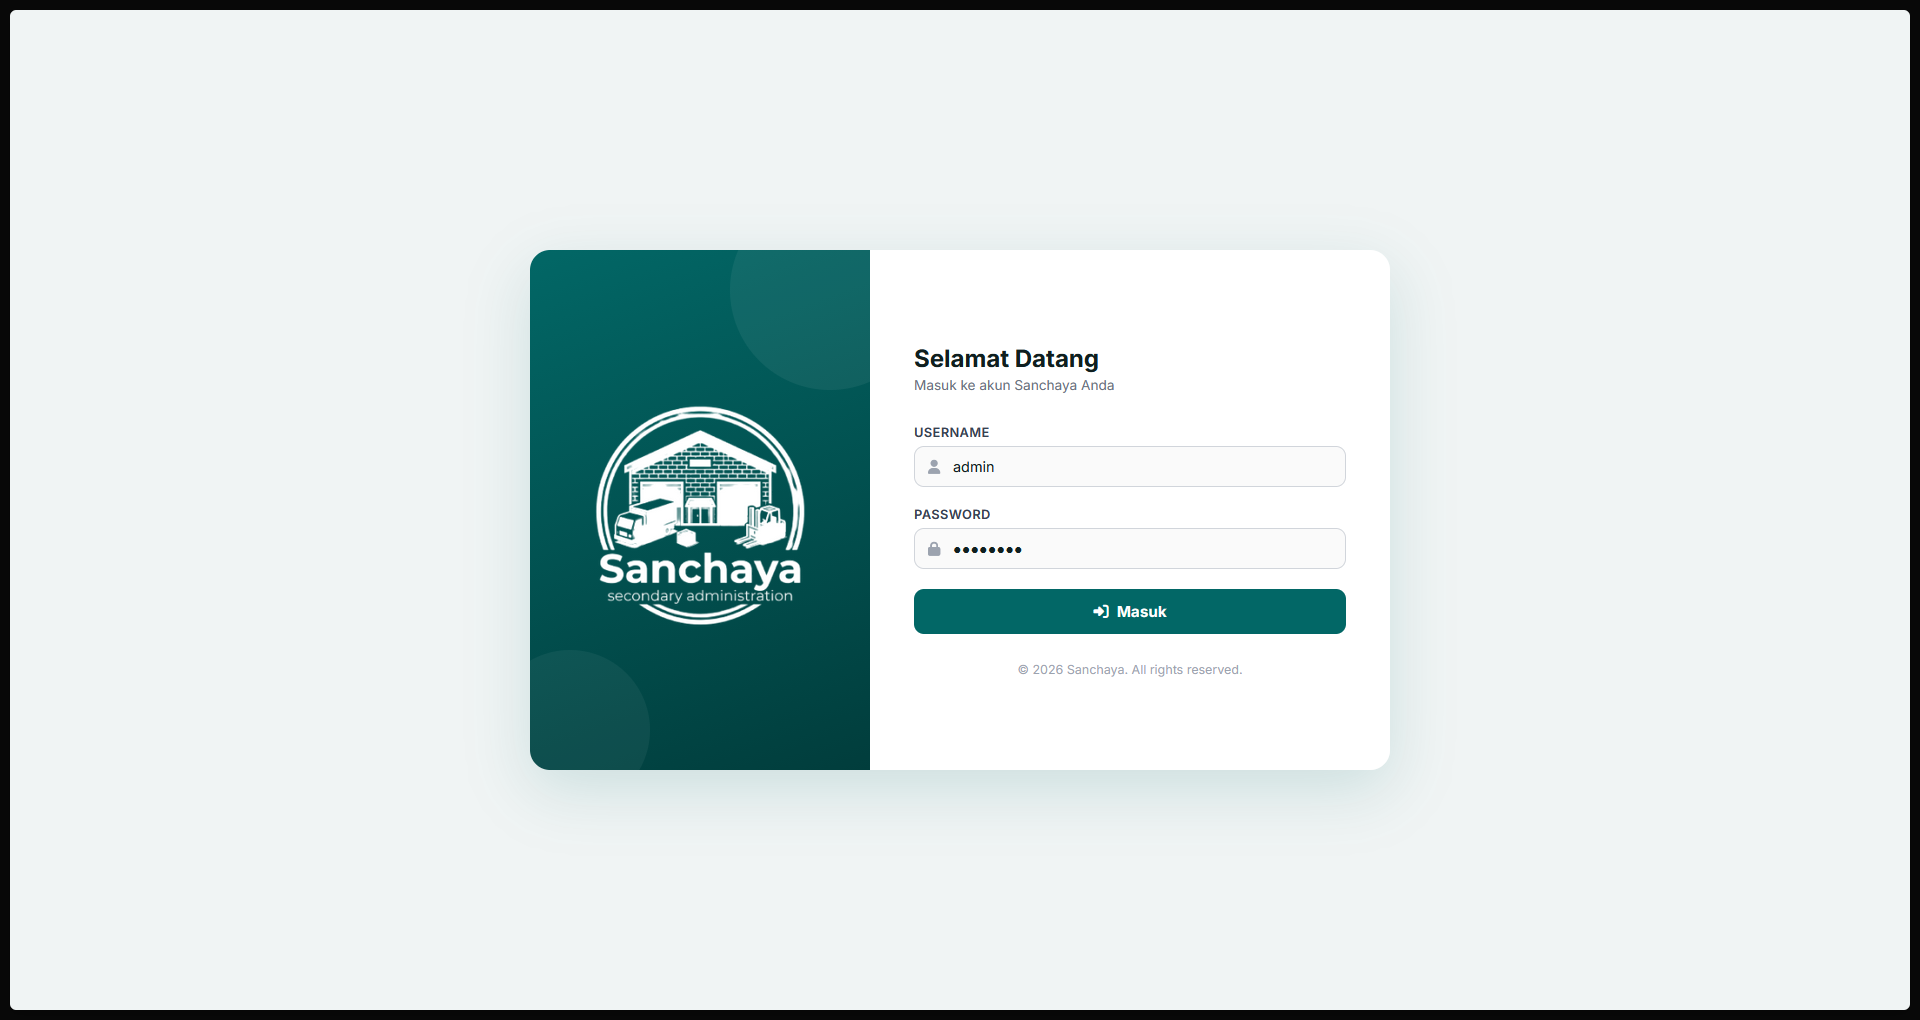 Sanchaya
secondary administration
Selamat Datang
Masuk ke akun Sanchaya Anda
USERNAME
admin
PASSWORD
••••••••
Masuk
© 2026 Sanchaya. All rights reserved.